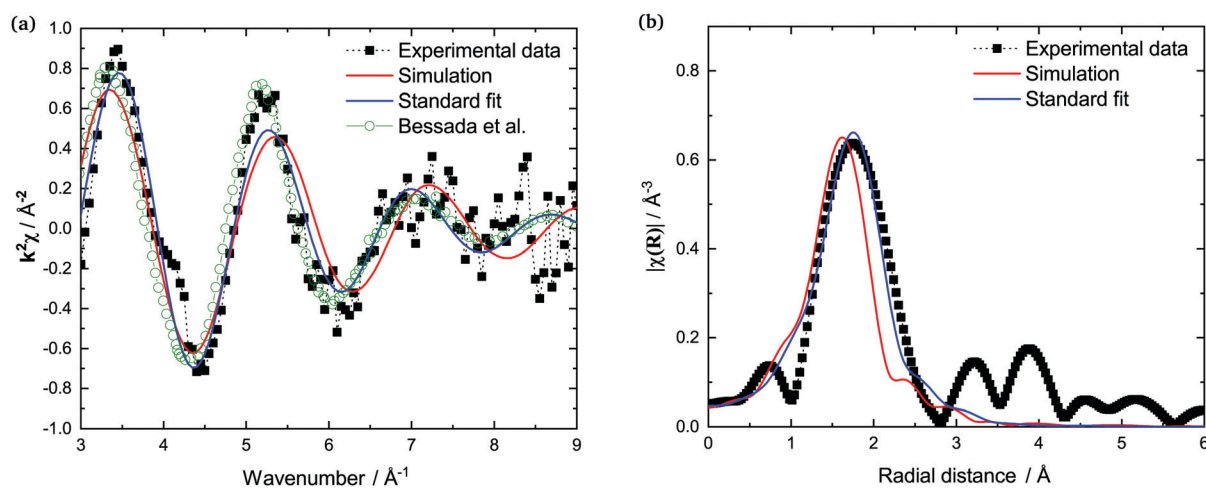 (a)
1.0
0.8
0.6
0.4
0.2
0.0
-0.2
-0.4
-0.6
-0.8
-1.0
k²χ / Å⁻²
Experimental data
Simulation
Standard fit
Bessada et al.
3 4 5 6 7 8 9
Wavenumber / Å⁻¹
(b)
0.8
0.6
0.4
0.2
0.0
|χ(R)| / Å⁻³
Experimental data
Simulation
Standard fit
0 1 2 3 4 5 6
Radial distance / Å